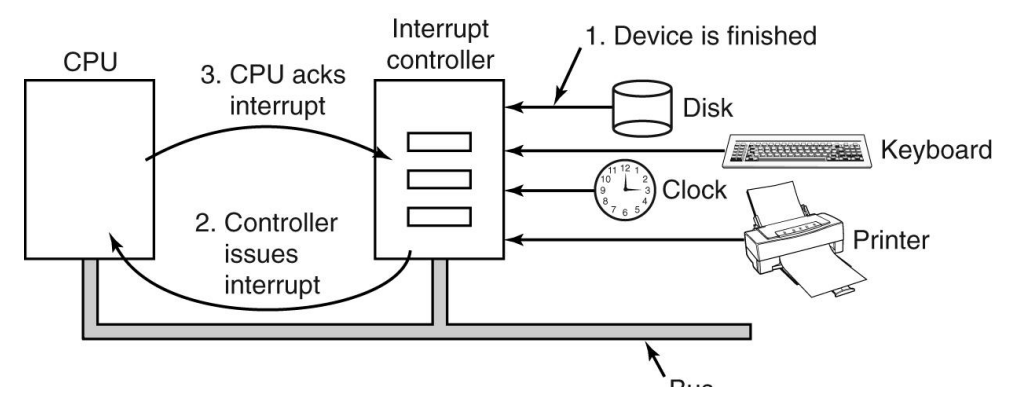 CPU
Interrupt
controller
1. Device is finished
3. CPU acks
interrupt
Disk
Keyboard
11 12 1
10 2
9 3
8 4
7 6 5
Clock
2. Controller
issues
interrupt
Printer